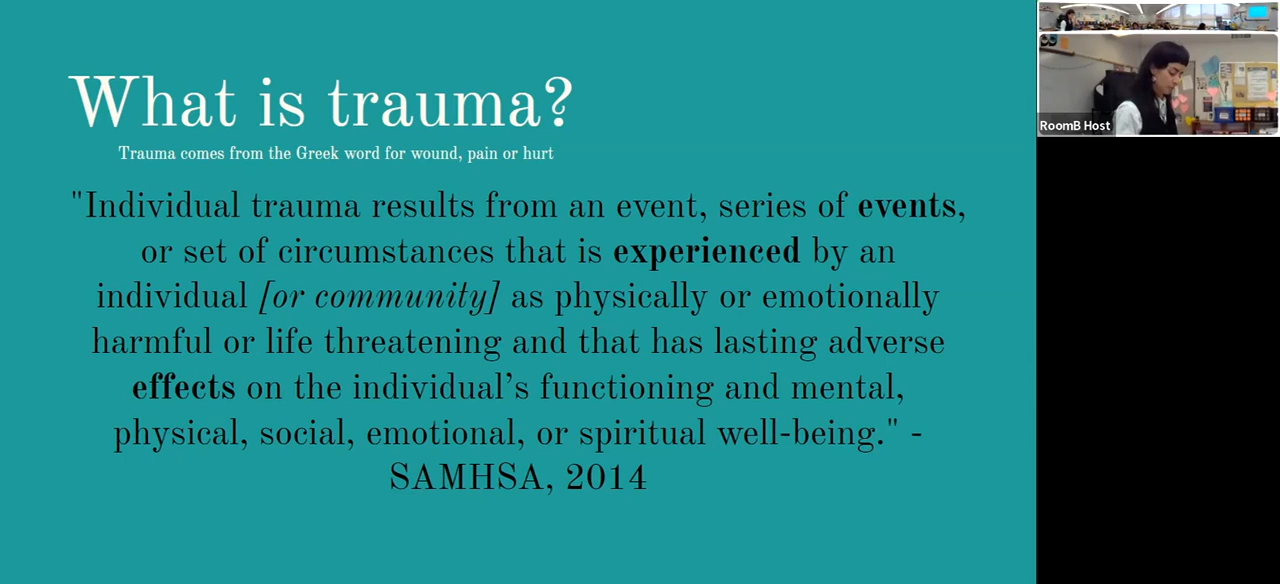 What is trauma?
Trauma comes from the Greek word for wound, pain or hurt
"Individual trauma results from an event, series of events,
or set of circumstances that is experienced by an
individual [or community] as physically or emotionally
harmful or life threatening and that has lasting adverse
effects on the individual’s functioning and mental,
physical, social, emotional, or spiritual well-being." -
SAMHSA, 2014
RoomB Host